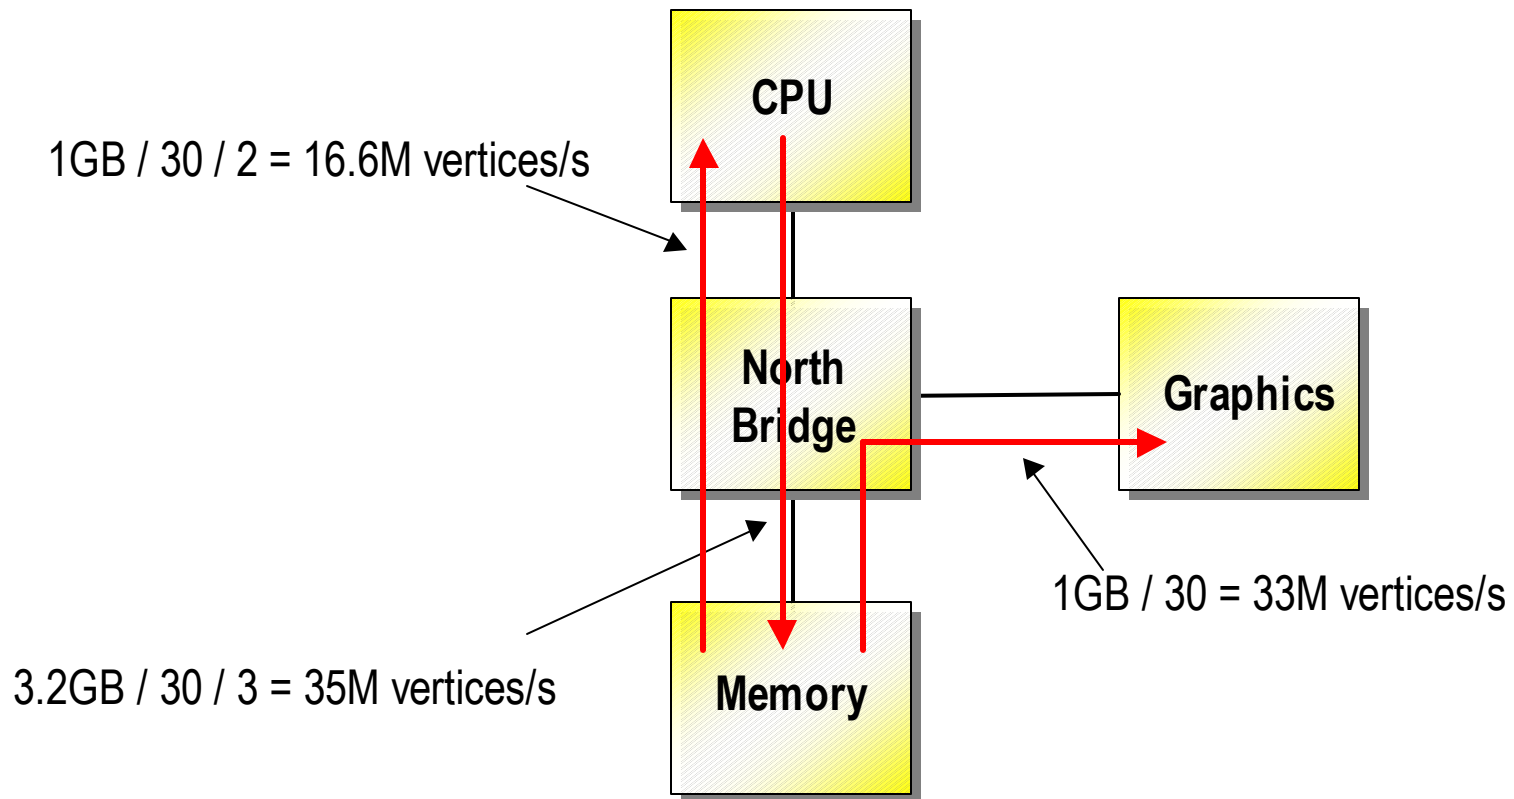 CPU
1GB / 30 / 2 = 16.6M vertices/s
North
Bridge
Graphics
1GB / 30 = 33M vertices/s
3.2GB / 30 / 3 = 35M vertices/s
Memory